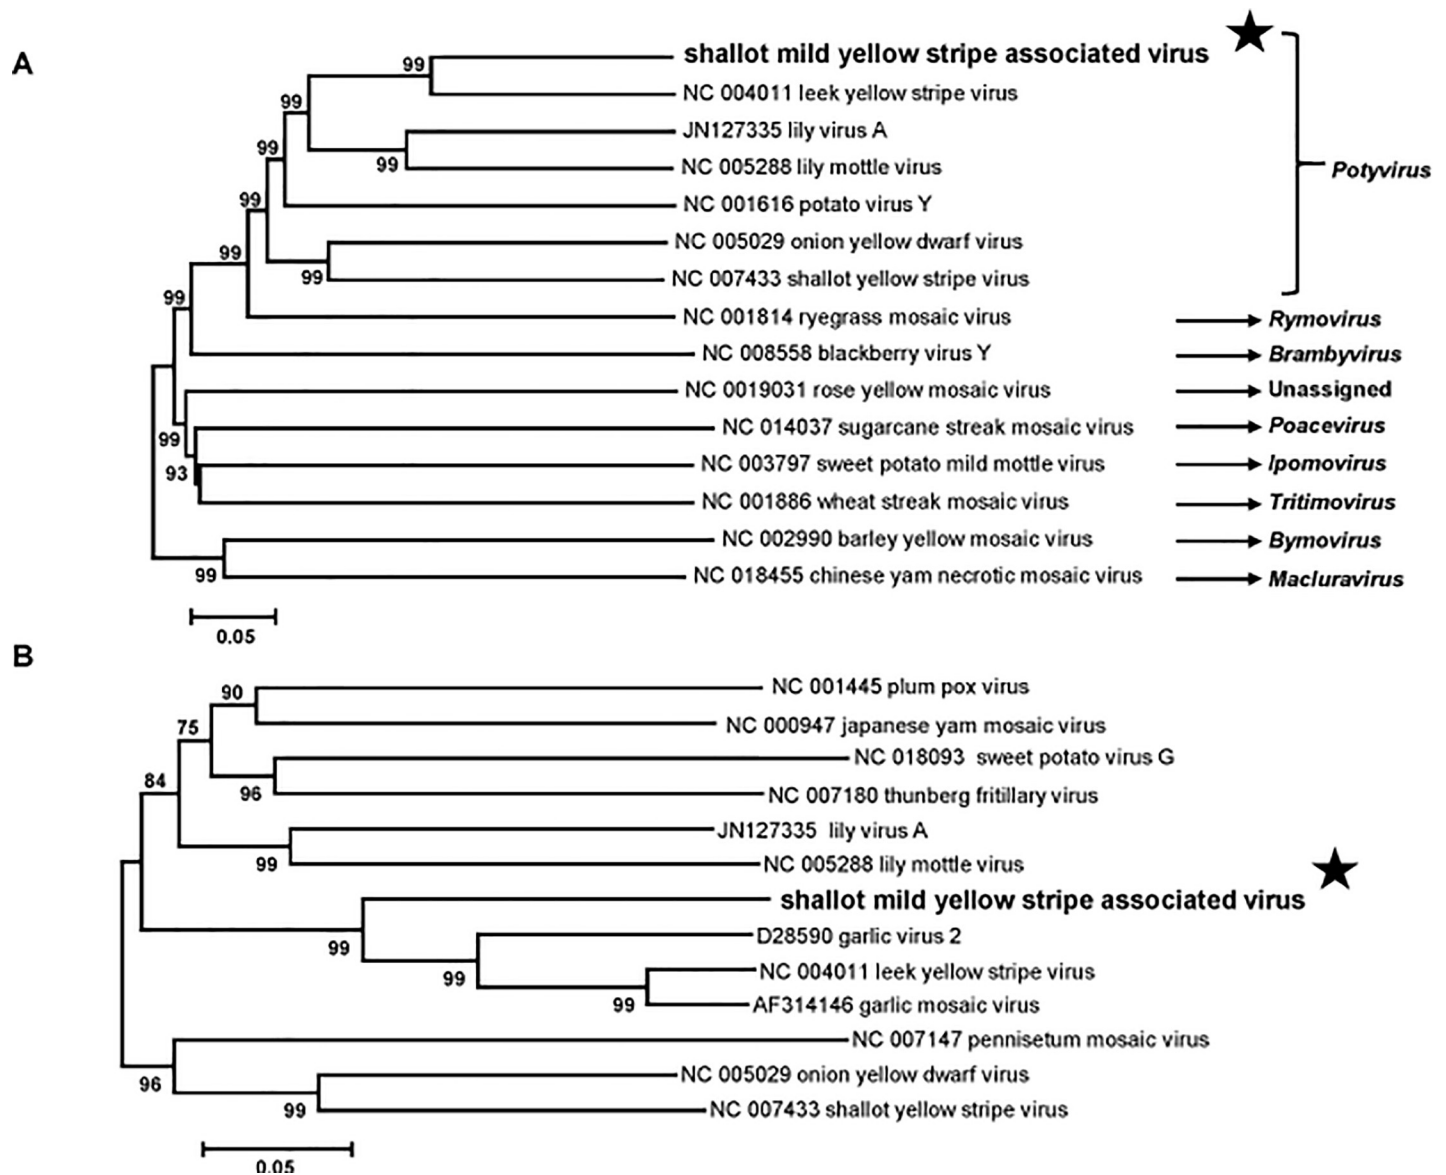 A
99
shallot mild yellow stripe associated virus
99
NC 004011 leek yellow stripe virus
JN127335 lily virus A
99
99
NC 005288 lily mottle virus
Potyvirus
99
NC 001616 potato virus Y
NC 005029 onion yellow dwarf virus
99
99
NC 007433 shallot yellow stripe virus
99
NC 001814 ryegrass mosaic virus
Rymovirus
NC 008558 blackberry virus Y
Brambyvirus
NC 0019031 rose yellow mosaic virus
Unassigned
99
NC 014037 sugarcane streak mosaic virus
Poacevirus
93
NC 003797 sweet potato mild mottle virus
Ipomovirus
NC 001886 wheat streak mosaic virus
Tritimovirus
NC 002990 barley yellow mosaic virus
Bymovirus
99
NC 018455 chinese yam necrotic mosaic virus
Macluravirus
0.05
B
90
NC 001445 plum pox virus
75
NC 000947 japanese yam mosaic virus
NC 018093 sweet potato virus G
84
96
NC 007180 thunberg fritillary virus
JN127335 lily virus A
99
NC 005288 lily mottle virus
shallot mild yellow stripe associated virus
99
D28590 garlic virus 2
99
NC 004011 leek yellow stripe virus
99
AF314146 garlic mosaic virus
NC 007147 pennisetum mosaic virus
96
NC 005029 onion yellow dwarf virus
99
NC 007433 shallot yellow stripe virus
0.05